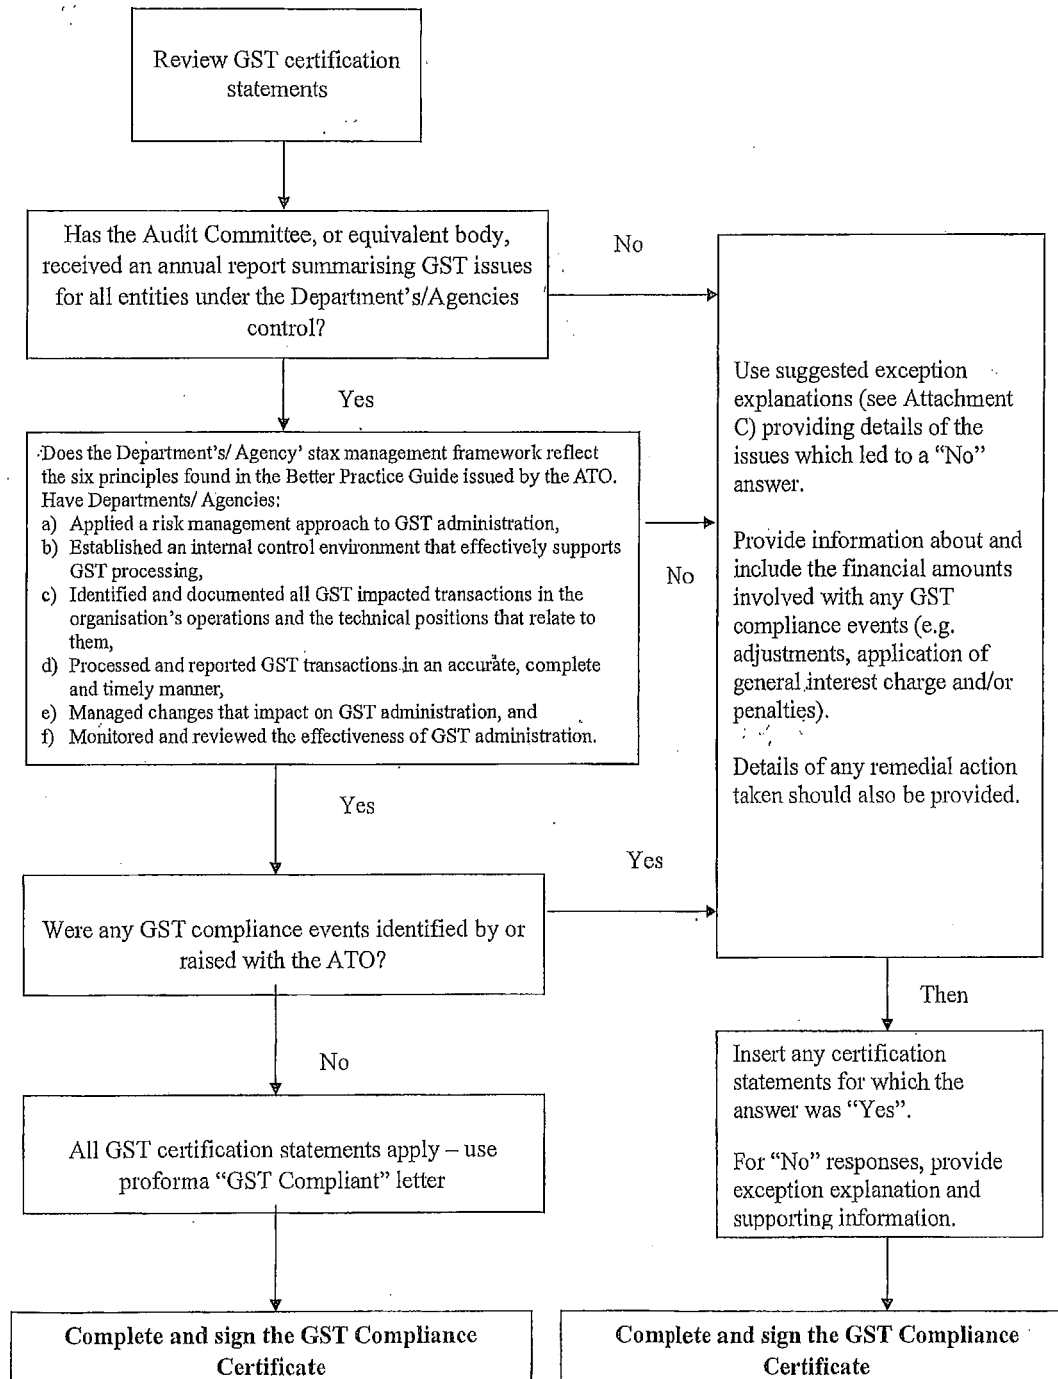 Review GST certification
statements
Has the Audit Committee, or equivalent body,
received an annual report summarising GST issues
for all entities under the Department's/Agencies
control?
No
Yes
Does the Department's/ Agency' stax management framework reflect
the six principles found in the Better Practice Guide issued by the ATO.
Have Departments/ Agencies:
a) Applied a risk management approach to GST administration,
b) Established an internal control environment that effectively supports
GST processing,
c) Identified and documented all GST impacted transactions in the
organisation's operations and the technical positions that relate to
them,
d) Processed and reported GST transactions in an accurate, complete
and timely manner,
e) Managed changes that impact on GST administration, and
f) Monitored and reviewed the effectiveness of GST administration.
No
Yes
Were any GST compliance events identified by or
raised with the ATO?
Yes
No
All GST certification statements apply – use
proforma "GST Compliant" letter
Complete and sign the GST Compliance
Certificate
Use suggested exception
explanations (see Attachment
C) providing details of the
issues which led to a "No"
answer.
Provide information about and
include the financial amounts
involved with any GST
compliance events (e.g.
adjustments, application of
general interest charge and/or
penalties).
Details of any remedial action
taken should also be provided.
Then
Insert any certification
statements for which the
answer was "Yes".
For "No" responses, provide
exception explanation and
supporting information.
Complete and sign the GST Compliance
Certificate